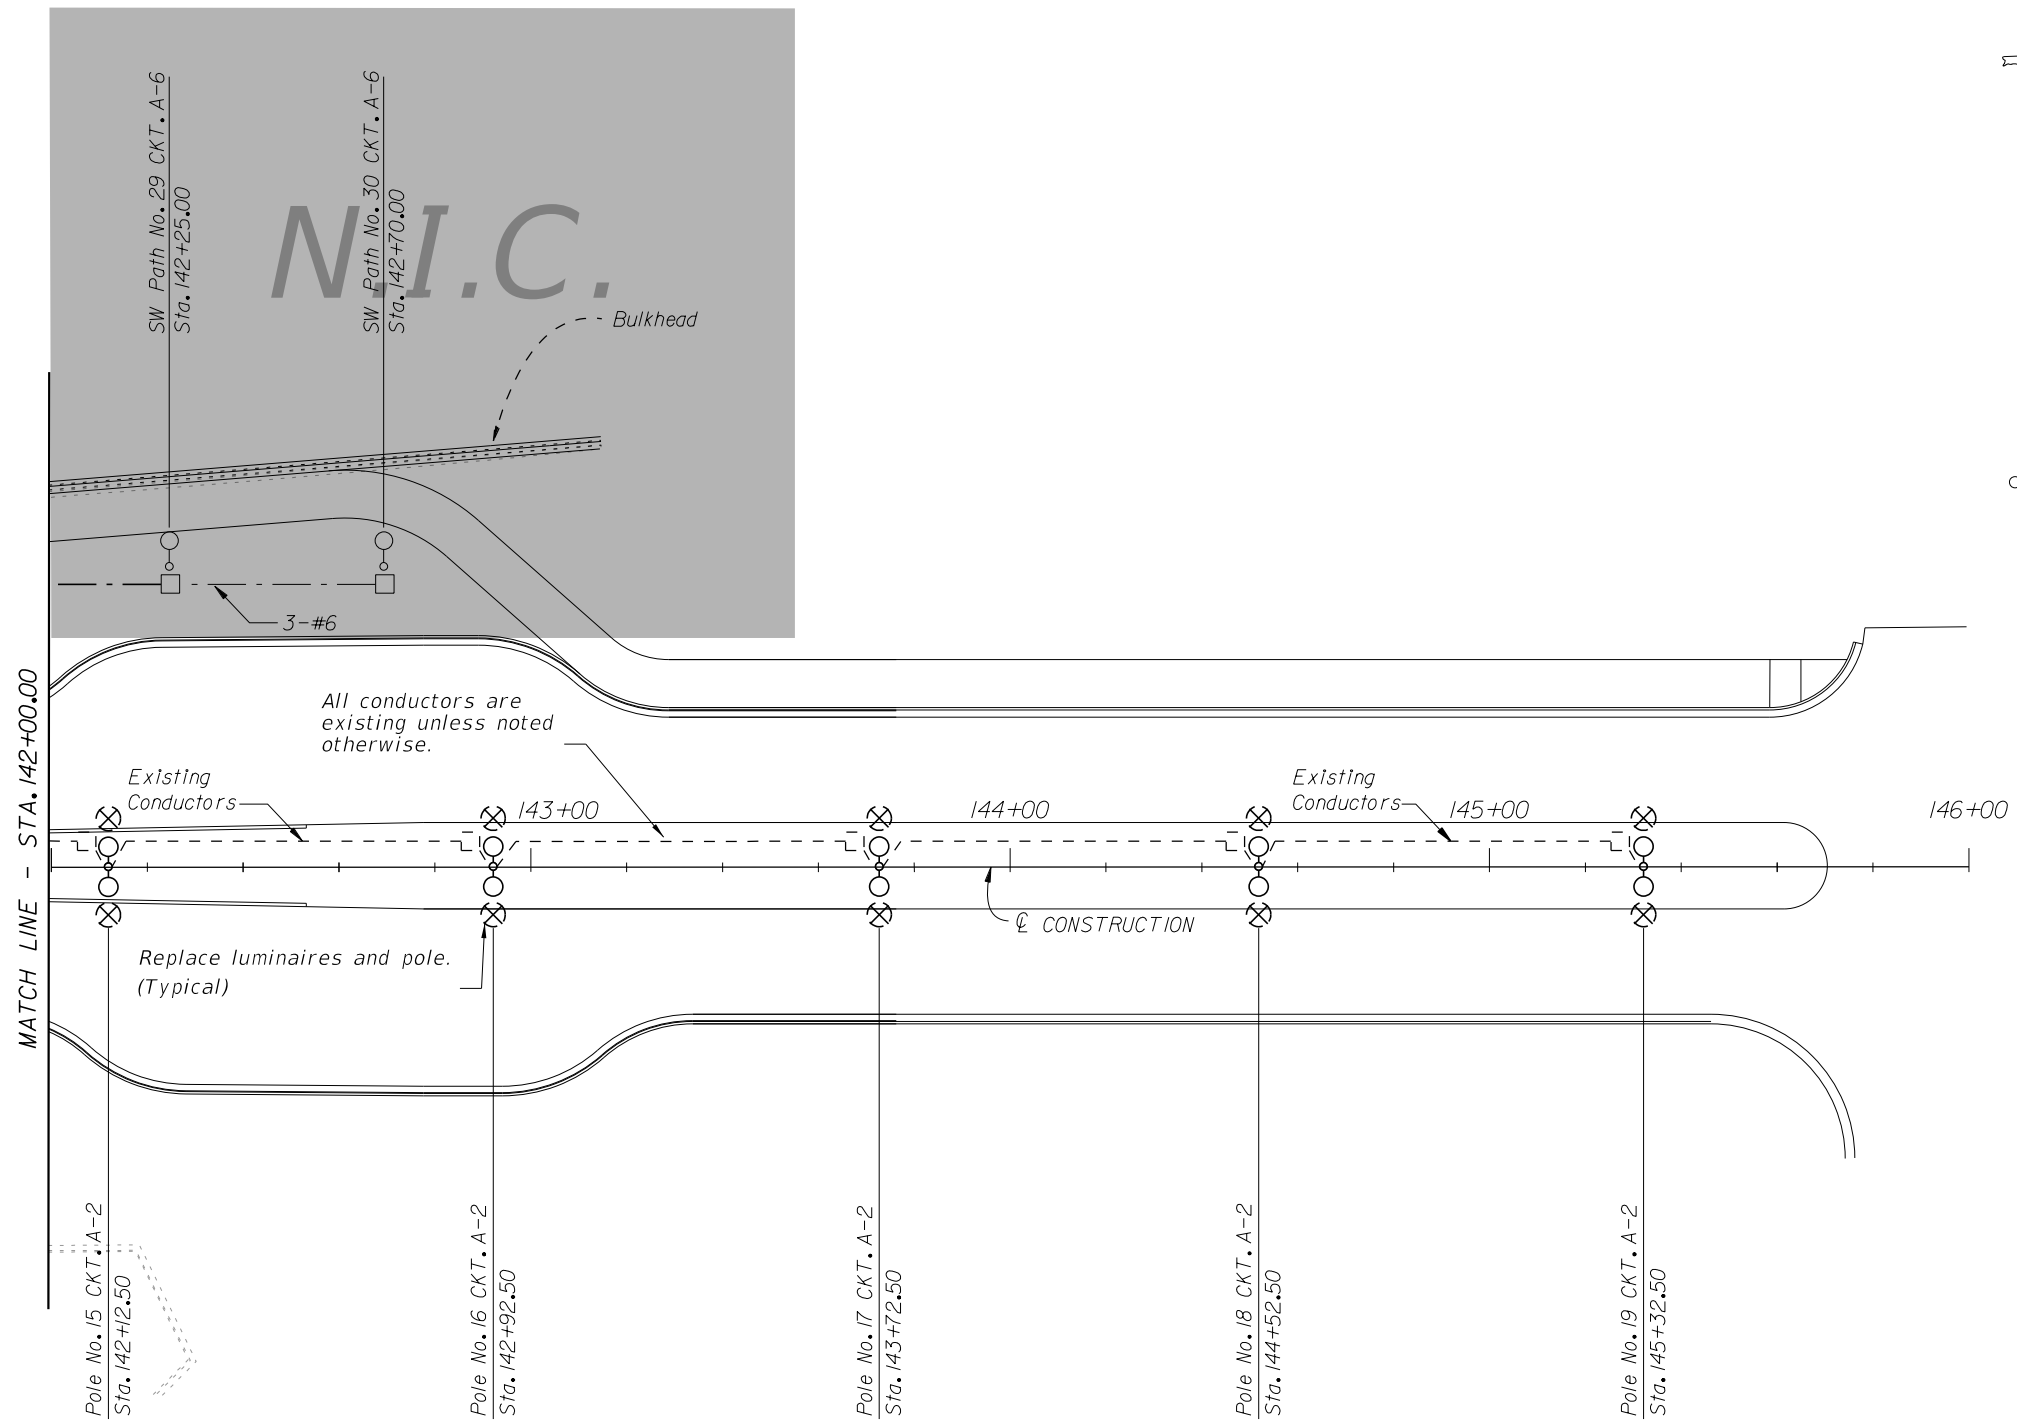 SW Path No.29 CKT. A-6
Sta.142+25.00
SW Path No.30 CKT. A-6
Sta.142+70.00
N.I.C.
Bulkhead
3-#6
MATCH LINE - STA.142+00.00
All conductors are
existing unless noted
otherwise.
Existing
Conductors
Existing
Conductors
143+00
144+00
145+00
146+00
℄ CONSTRUCTION
Replace luminaires and pole.
(Typical)
Pole No.15 CKT. A-2
Sta.142+12.50
Pole No.16 CKT. A-2
Sta.142+92.50
Pole No.17 CKT. A-2
Sta.143+72.50
Pole No.18 CKT. A-2
Sta.144+52.50
Pole No.19 CKT. A-2
Sta.145+32.50